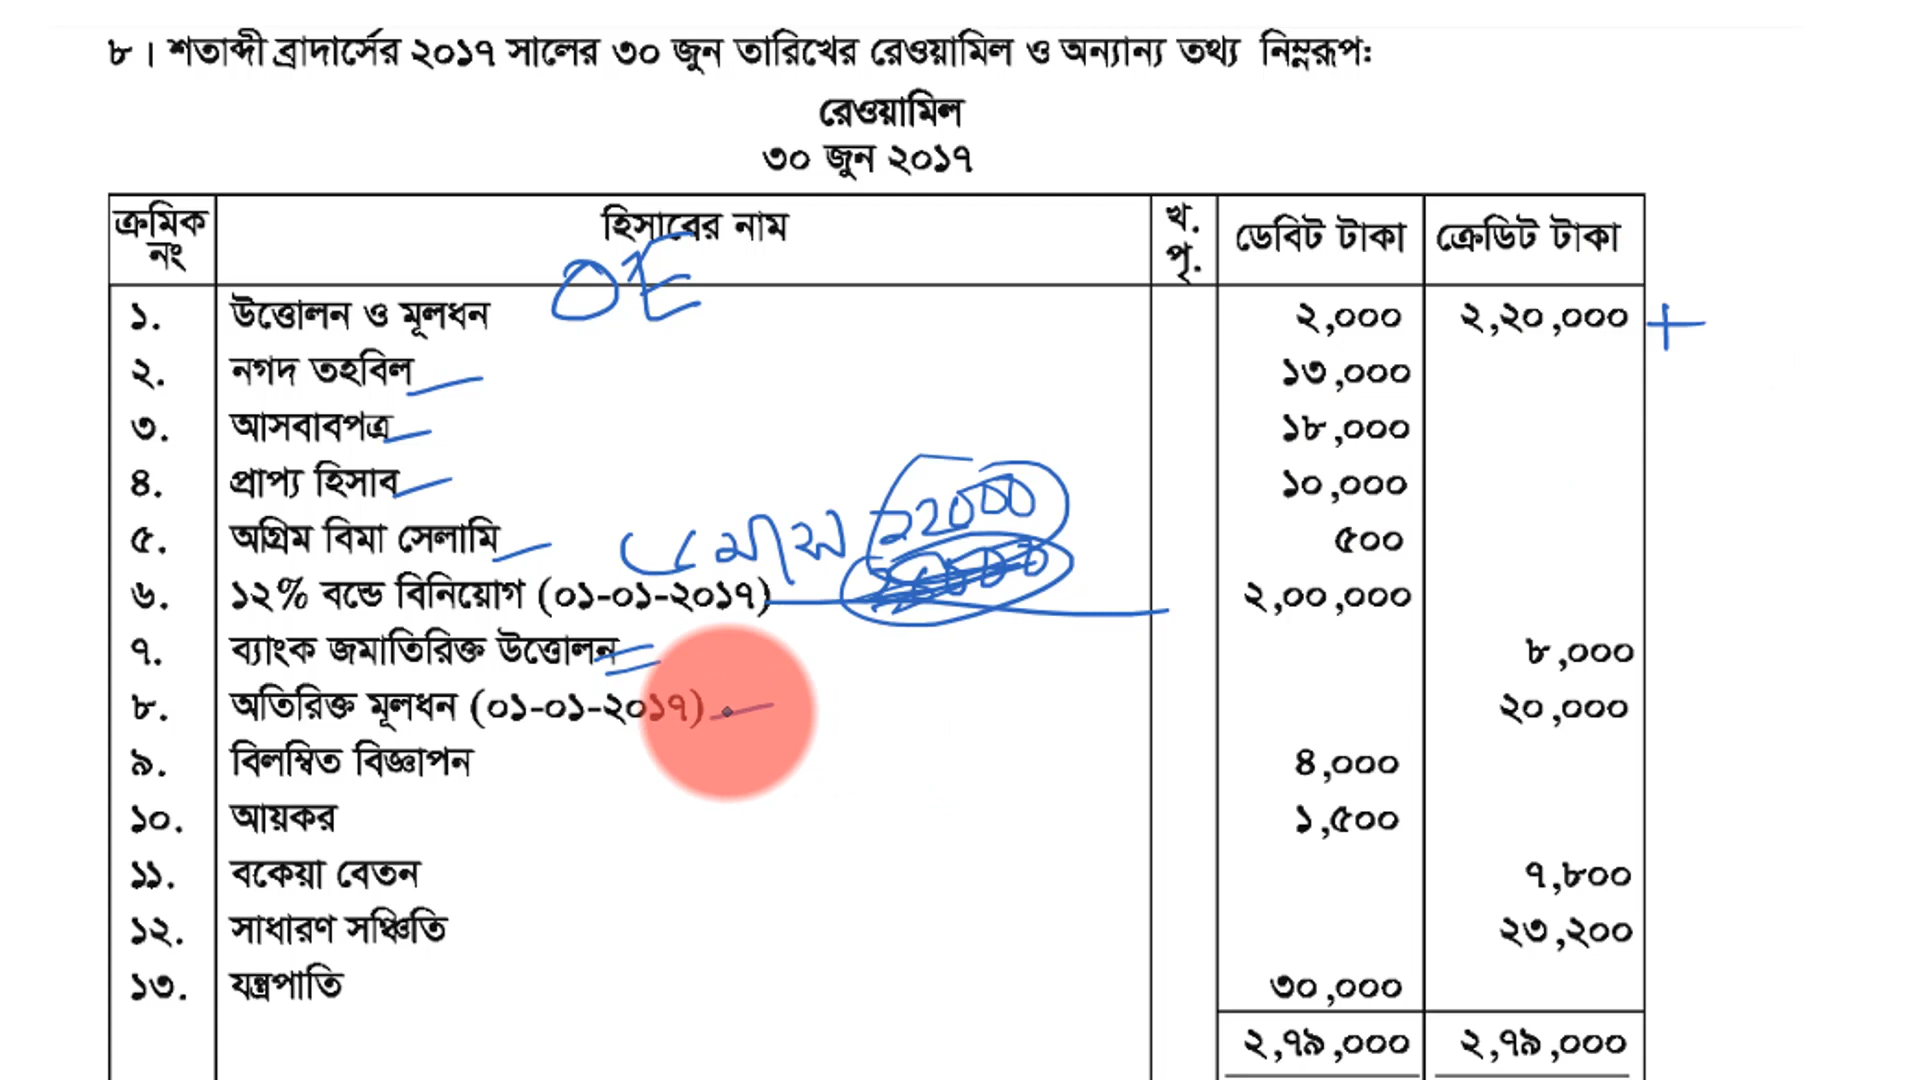 ৮। শতাব্দী ব্রাদার্সের ২০১৭ সালের ৩০ জুন তারিখের রেওয়ামিল ও অন্যান্য তথ্য নিম্নরূপ:
রেওয়ামিল
৩০ জুন ২০১৭
ক্রমিক নং হিসাবের নাম খ. পৃ. ডেবিট টাকা ক্রেডিট টাকা
OE
১. উত্তোলন ও মূলধন ২,০০০ ২,২০,০০০ +
২. নগদ তহবিল ১৩,০০০
৩. আসবাবপত্র ১৮,০০০
৪. প্রাপ্য হিসাব ১০,০০০
22000
৫. অগ্রিম বিমা সেলামি ৫০০
৬. ১২% বন্ডে বিনিয়োগ (০১-০১-২০১৭) ২,০০,০০০
৭. ব্যাংক জমাতিরিক্ত উত্তোলন ৮,০০০
৮. অতিরিক্ত মূলধন (০১-০১-২০১৭) ২০,০০০
৯. বিলম্বিত বিজ্ঞাপন ৪,০০০
১০. আয়কর ১,৫০০
১১. বকেয়া বেতন ৭,৮০০
১২. সাধারণ সঞ্চিতি ২৩,২০০
১৩. যন্ত্রপাতি ৩০,০০০
২,৭৯,০০০ ২,৭৯,০০০